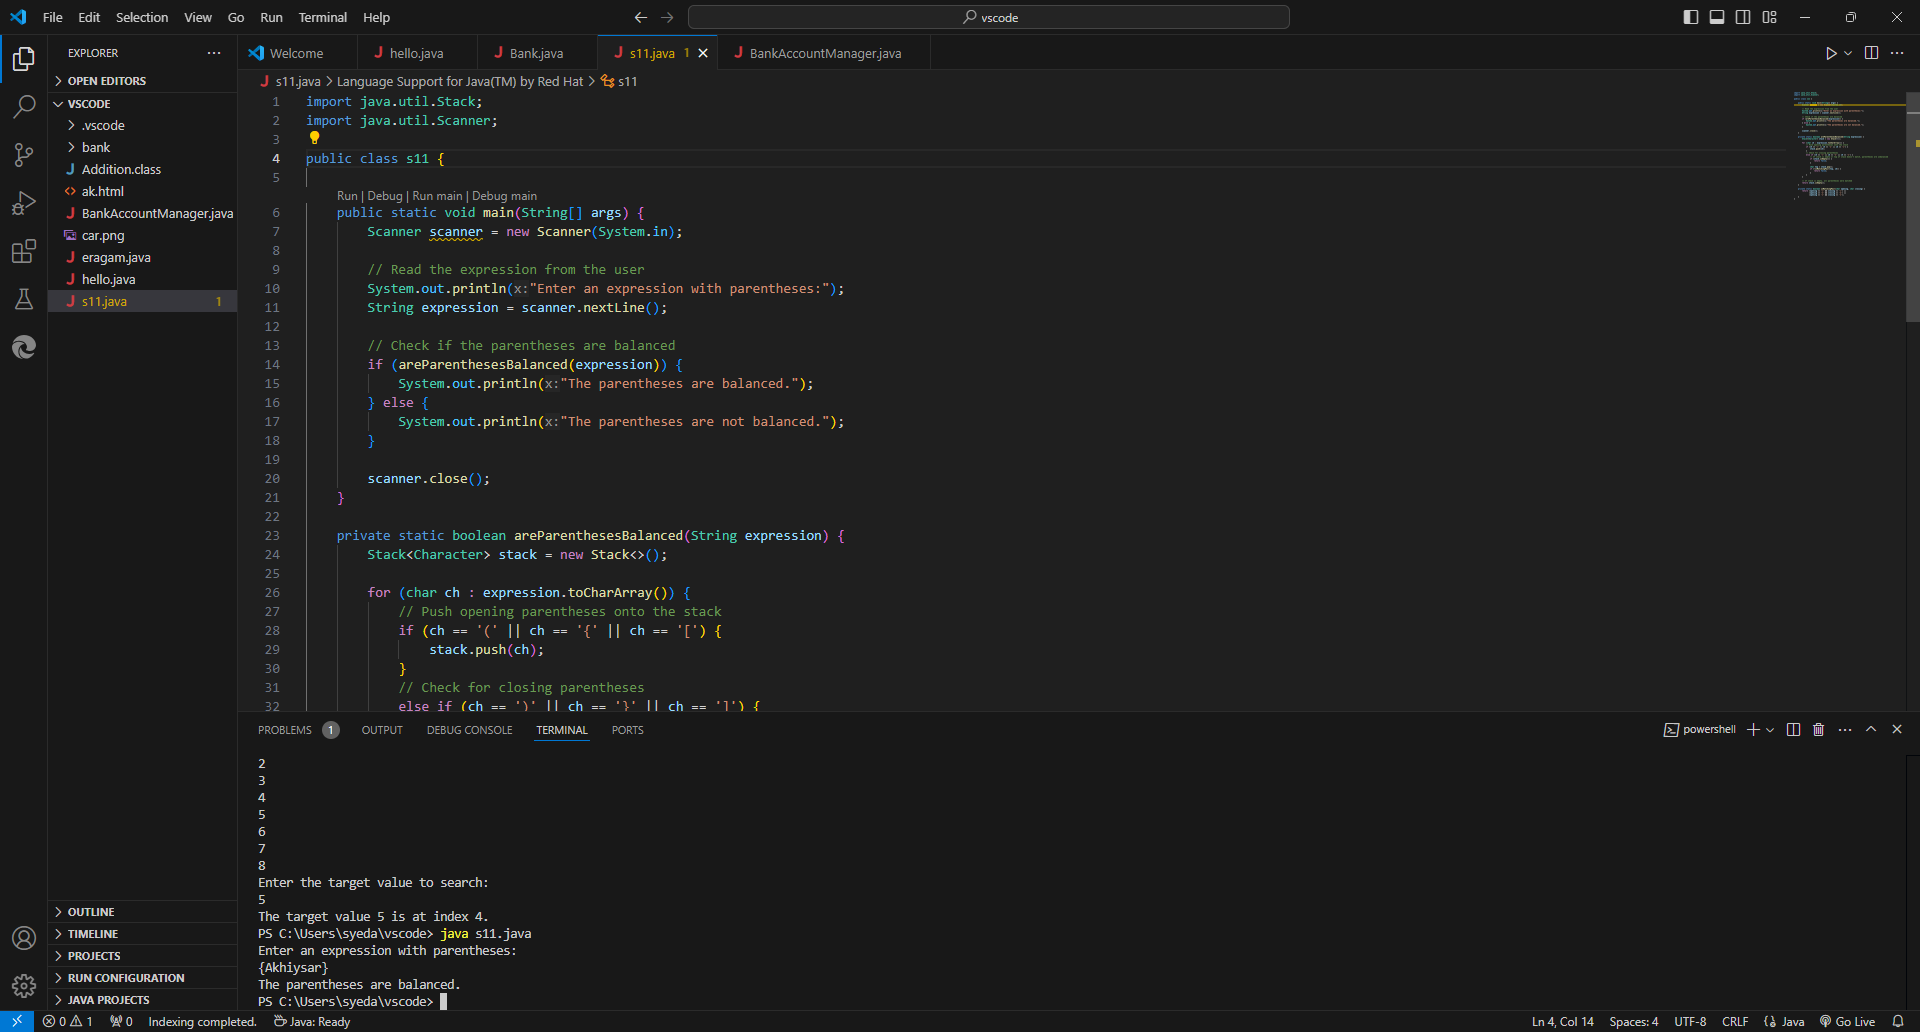 File Edit Selection View Go Run Terminal Help
vscode
EXPLORER
OPEN EDITORS
VSCODE
.vscode
bank
Addition.class
ak.html
BankAccountManager.java
car.png
eragam.java
hello.java
s11.java 1
OUTLINE
TIMELINE
PROJECTS
RUN CONFIGURATION
JAVA PROJECTS
Welcome hello.java Bank.java s11.java 1 BankAccountManager.java
s11.java > Language Support for Java(TM) by Red Hat > s11
1 import java.util.Stack;
2 import java.util.Scanner;
3
4 public class s11 {
5
Run | Debug | Run main | Debug main
6 public static void main(String[] args) {
7 Scanner scanner = new Scanner(System.in);
8
9 // Read the expression from the user
10 System.out.println(x:"Enter an expression with parentheses:");
11 String expression = scanner.nextLine();
12
13 // Check if the parentheses are balanced
14 if (areParenthesesBalanced(expression)) {
15 System.out.println(x:"The parentheses are balanced.");
16 } else {
17 System.out.println(x:"The parentheses are not balanced.");
18 }
19
20 scanner.close();
21 }
22
23 private static boolean areParenthesesBalanced(String expression) {
24 Stack<Character> stack = new Stack<>();
25
26 for (char ch : expression.toCharArray()) {
27 // Push opening parentheses onto the stack
28 if (ch == '(' || ch == '{' || ch == '[') {
29 stack.push(ch);
30 }
31 // Check for closing parentheses
32 else if (ch == ')' || ch == '}' || ch == ']') {
PROBLEMS 1 OUTPUT DEBUG CONSOLE TERMINAL PORTS
powershell
2
3
4
5
6
7
8
Enter the target value to search:
5
The target value 5 is at index 4.
PS C:\Users\syeda\vscode> java s11.java
Enter an expression with parentheses:
{Akhiysar}
The parentheses are balanced.
PS C:\Users\syeda\vscode>
0 1 0 Indexing completed. Java: Ready
Ln 4, Col 14 Spaces: 4 UTF-8 CRLF Java Go Live